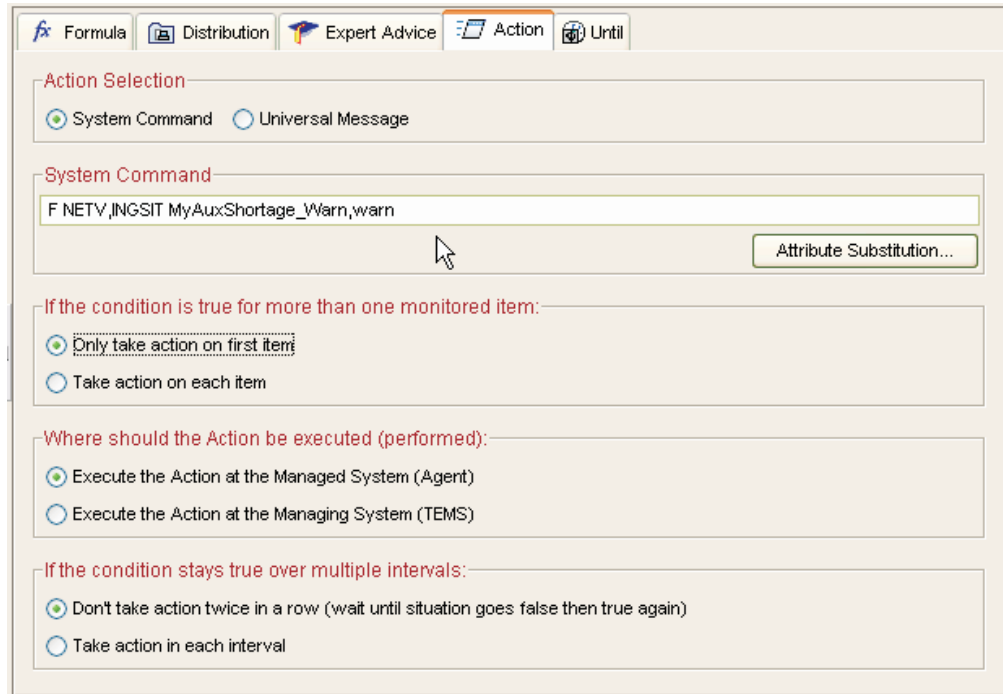 Formula Distribution Expert Advice Action Until
Action Selection
System Command Universal Message
System Command
F NETV,INGSIT MyAuxShortage_Warn,warn
Attribute Substitution...
If the condition is true for more than one monitored item:
Only take action on first item
Take action on each item
Where should the Action be executed (performed):
Execute the Action at the Managed System (Agent)
Execute the Action at the Managing System (TEMS)
If the condition stays true over multiple intervals:
Don't take action twice in a row (wait until situation goes false then true again)
Take action in each interval